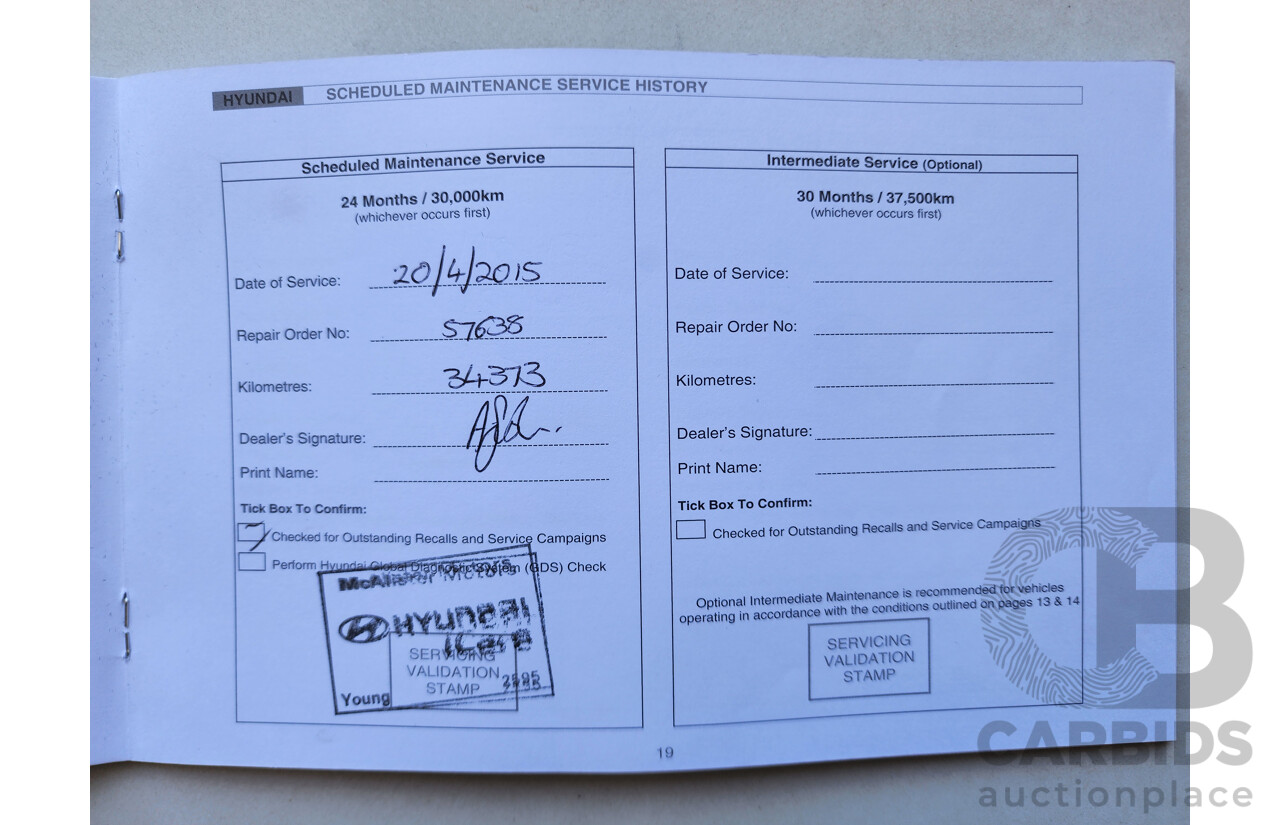 HYUNDAI SCHEDULED MAINTENANCE SERVICE HISTORY
Scheduled Maintenance Service
24 Months / 30,000km
(whichever occurs first)
Date of Service: 20/4/2015
Repair Order No: 57638
Kilometres: 34373
Dealer's Signature:
Print Name:
Tick Box To Confirm:
Checked for Outstanding Recalls and Service Campaigns
Perform Hyundai Global Diagnostic System (GDS) Check
McAlister Motors
HYUNDAI
SERVICING
VALIDATION
STAMP
Young
Intermediate Service (Optional)
30 Months / 37,500km
(whichever occurs first)
Date of Service:
Repair Order No:
Kilometres:
Dealer's Signature:
Print Name:
Tick Box To Confirm:
Checked for Outstanding Recalls and Service Campaigns
Optional Intermediate Maintenance is recommended for vehicles
operating in accordance with the conditions outlined on pages 13 & 14
SERVICING
VALIDATION
STAMP
19
CB
CARBIDS
auctionplace